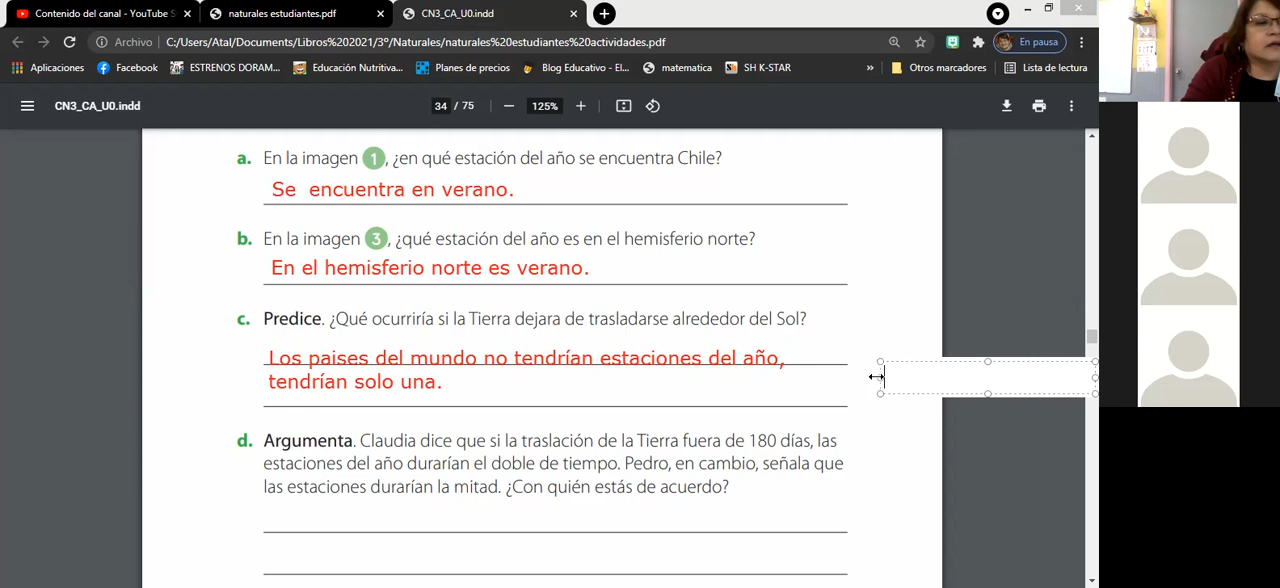 Contenido del canal - YouTube S
naturales estudiantes.pdf
CN3_CA_U0.indd
Archivo
C:/Users/Atal/Documents/Libros%202021/3º/Naturales/naturales%20estudiantes%20actividades.pdf
En pausa
Aplicaciones
Facebook
ESTRENOS DORAM...
Educación Nutritiva...
Planes de precios
Blog Educativo - El...
matematica
SH K-STAR
»
Otros marcadores
Lista de lectura
CN3_CA_U0.indd
34 / 75
125%
a. En la imagen 1, ¿en qué estación del año se encuentra Chile?
Se encuentra en verano.
b. En la imagen 3, ¿qué estación del año es en el hemisferio norte?
En el hemisferio norte es verano.
c. Predice. ¿Qué ocurriría si la Tierra dejara de trasladarse alrededor del Sol?
Los paises del mundo no tendrían estaciones del año,
tendrían solo una.
d. Argumenta. Claudia dice que si la traslación de la Tierra fuera de 180 días, las
estaciones del año durarían el doble de tiempo. Pedro, en cambio, señala que
las estaciones durarían la mitad. ¿Con quién estás de acuerdo?